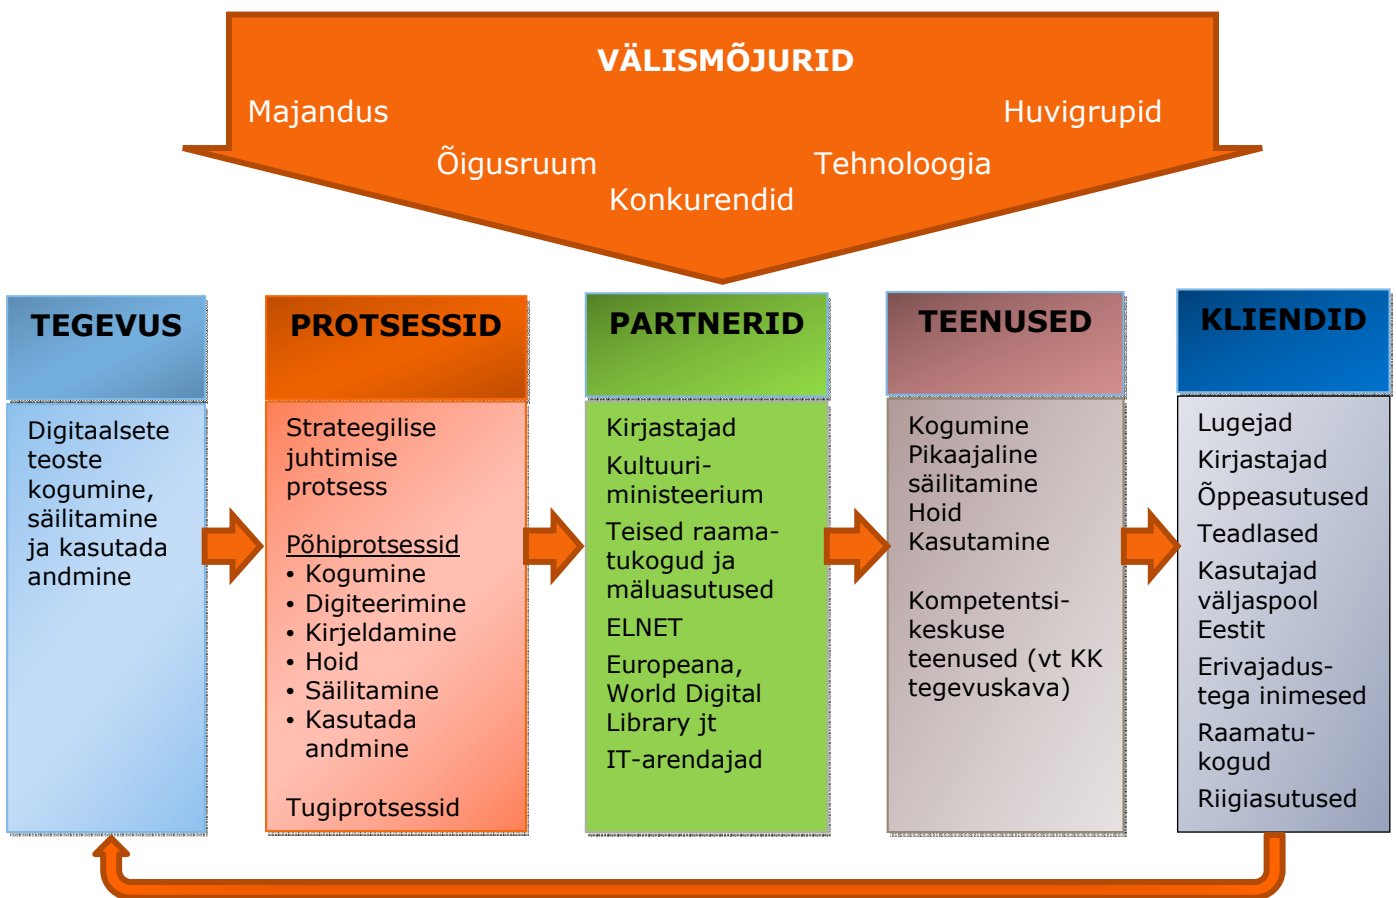 VÄLISMÕJURID
Majandus
Huvigrupid
Õigusruum
Tehnoloogia
Konkurendid
TEGEVUS
Digitaalsete
teoste
kogumine,
säilitamine
ja kasutada
andmine
PROTSESSID
Strateegilise
juhtimise
protsess
Põhiprotsessid
• Kogumine
• Digiteerimine
• Kirjeldamine
• Hoid
• Säilitamine
• Kasutada
andmine
Tugiprotsessid
PARTNERID
Kirjastajad
Kultuuri-
ministeerium
Teised raama-
tukogud ja
mäluasutused
ELNET
Europeana,
World Digital
Library jt
IT-arendajad
TEENUSED
Kogumine
Pikaajaline
säilitamine
Hoid
Kasutamine
Kompetentsi-
keskuse
teenused (vt KK
tegevuskava)
KLIENDID
Lugejad
Kirjastajad
Õppeasutused
Teadlased
Kasutajad
väljaspool
Eestit
Erivajadus-
tega inimesed
Raamatu-
kogud
Riigiasutused